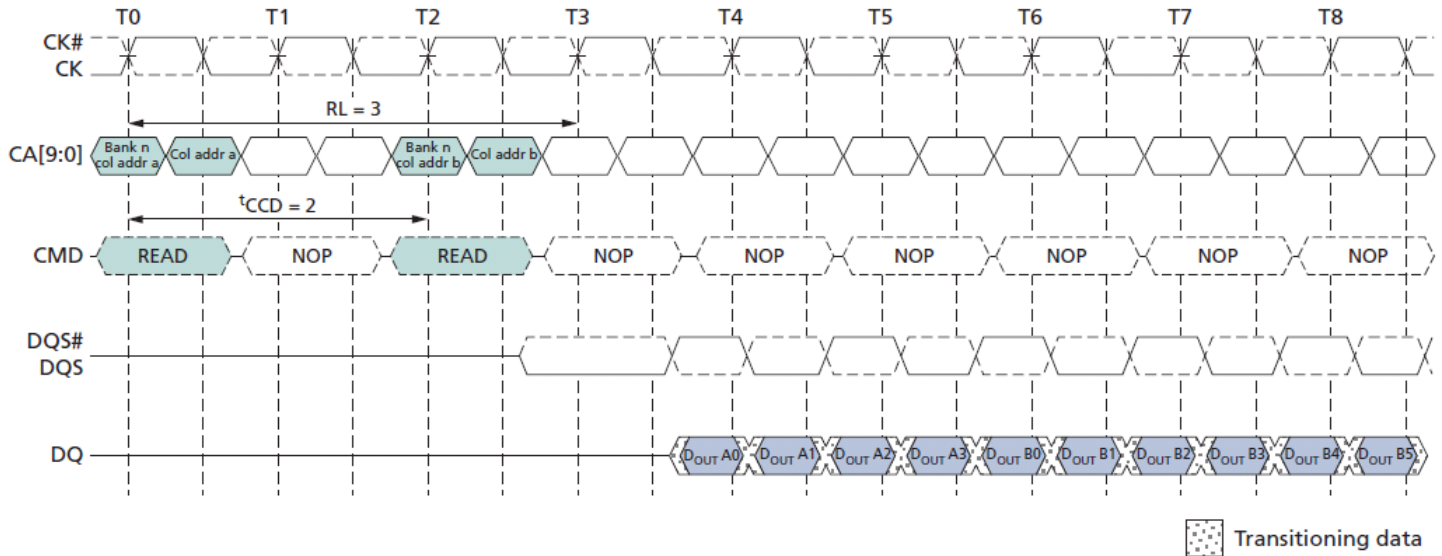 T0 T1 T2 T3 T4 T5 T6 T7 T8
CK#
CK
RL = 3
CA[9:0]
Bank n
col addr a
Col addr a
Bank n
col addr b
Col addr b
tCCD = 2
CMD READ NOP READ NOP NOP NOP NOP NOP NOP
DQS#
DQS
DQ DOUT A0 DOUT A1 DOUT A2 DOUT A3 DOUT B0 DOUT B1 DOUT B2 DOUT B3 DOUT B4 DOUT B5
Transitioning data